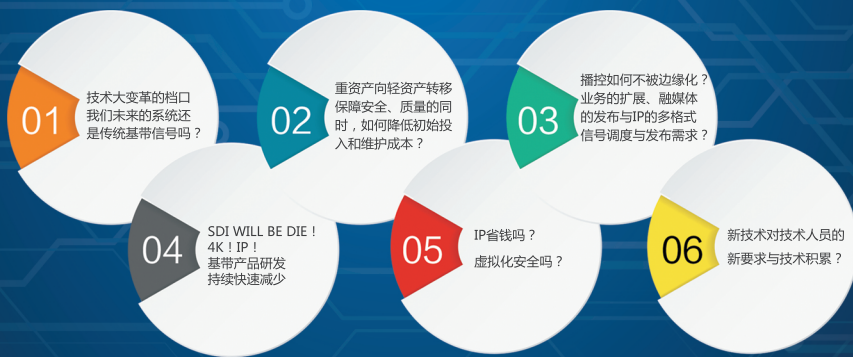 01
技术大变革的档口
我们未来的系统还
是传统基带信号吗？
02
重资产向轻资产转移
保障安全、质量的同
时，如何降低初始投
入和维护成本？
03
播控如何不被边缘化？
业务的扩展、融媒体
的发布与IP的多格式
信号调度与发布需求？
04
SDI WILL BE DIE！
4K！IP！
基带产品研发
持续快速减少
05
IP省钱吗？
虚拟化安全吗？
06
新技术对技术人员的
新要求与技术积累？